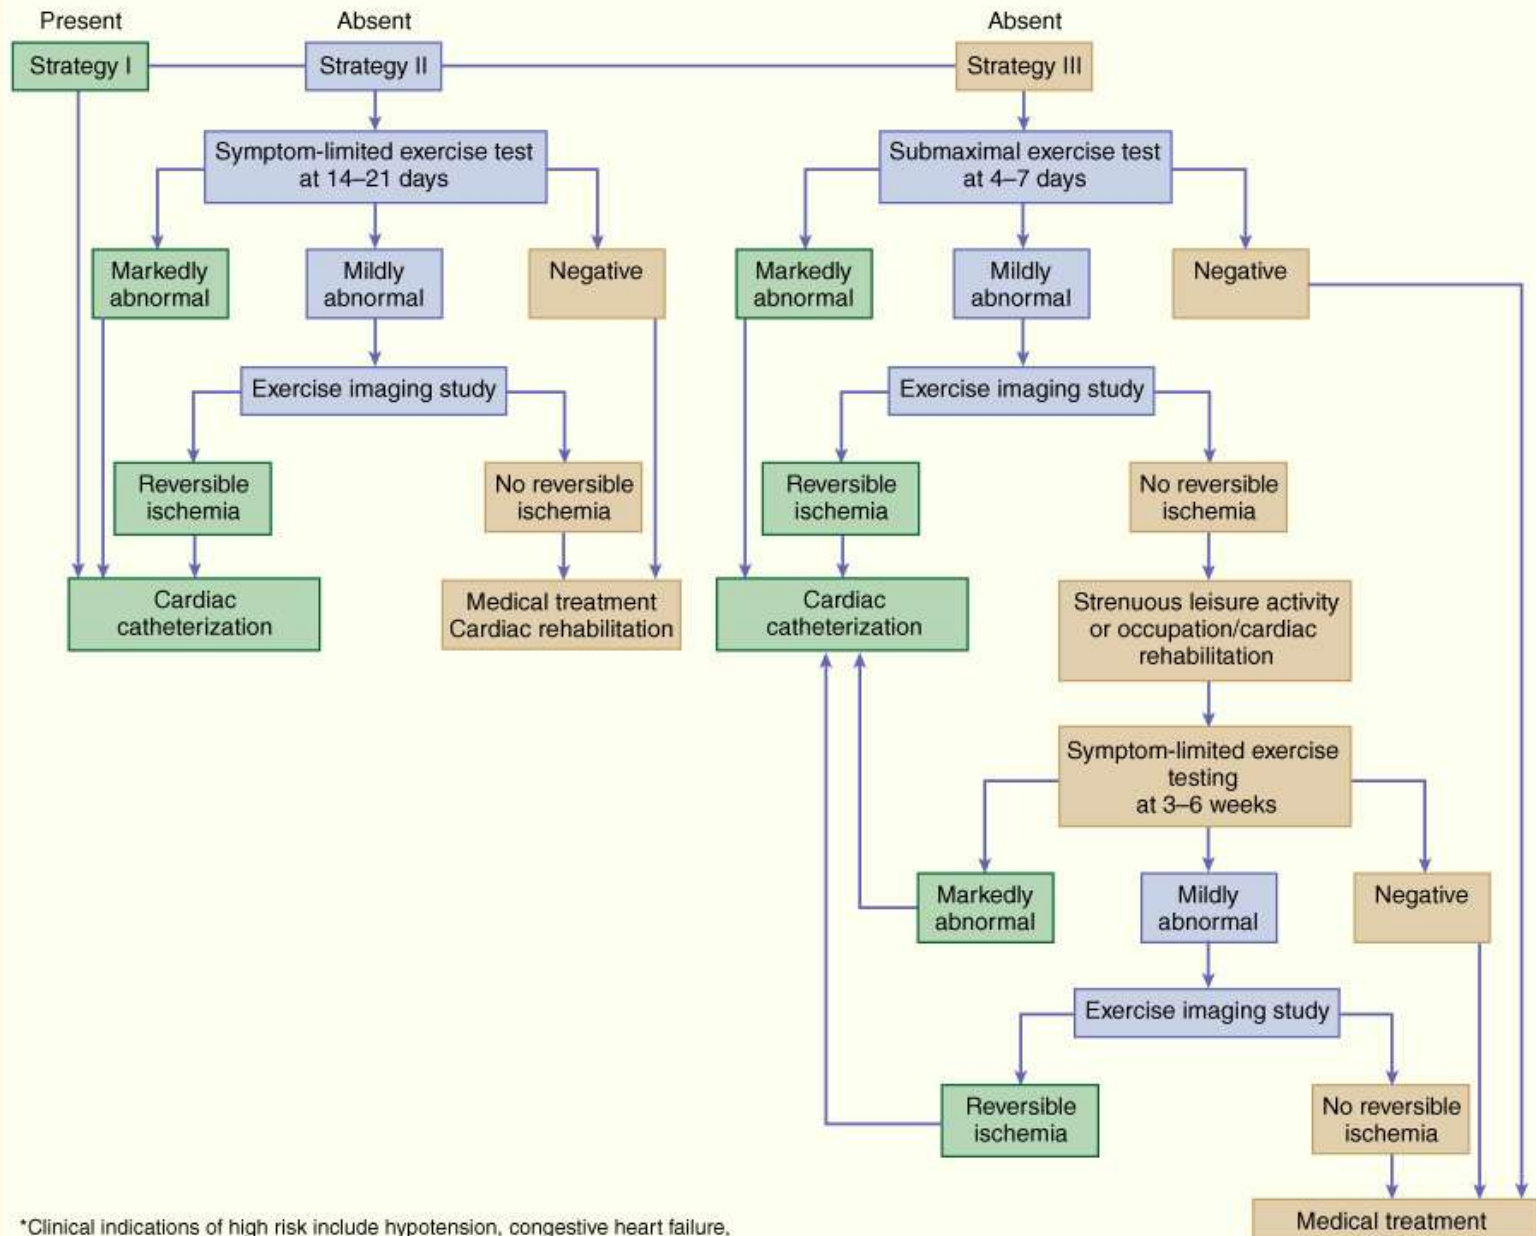 Present
Absent
Absent
Strategy I
Strategy II
Strategy III
Symptom-limited exercise test
at 14–21 days
Submaximal exercise test
at 4–7 days
Markedly
abnormal
Mildly
abnormal
Negative
Markedly
abnormal
Mildly
abnormal
Negative
Exercise imaging study
Exercise imaging study
Reversible
ischemia
No reversible
ischemia
Reversible
ischemia
No reversible
ischemia
Cardiac
catheterization
Medical treatment
Cardiac rehabilitation
Cardiac
catheterization
Strenuous leisure activity
or occupation/cardiac
rehabilitation
Symptom-limited exercise
testing
at 3–6 weeks
Markedly
abnormal
Mildly
abnormal
Negative
Exercise imaging study
Reversible
ischemia
No reversible
ischemia
Medical treatment
*Clinical indications of high risk include hypotension, congestive heart failure,